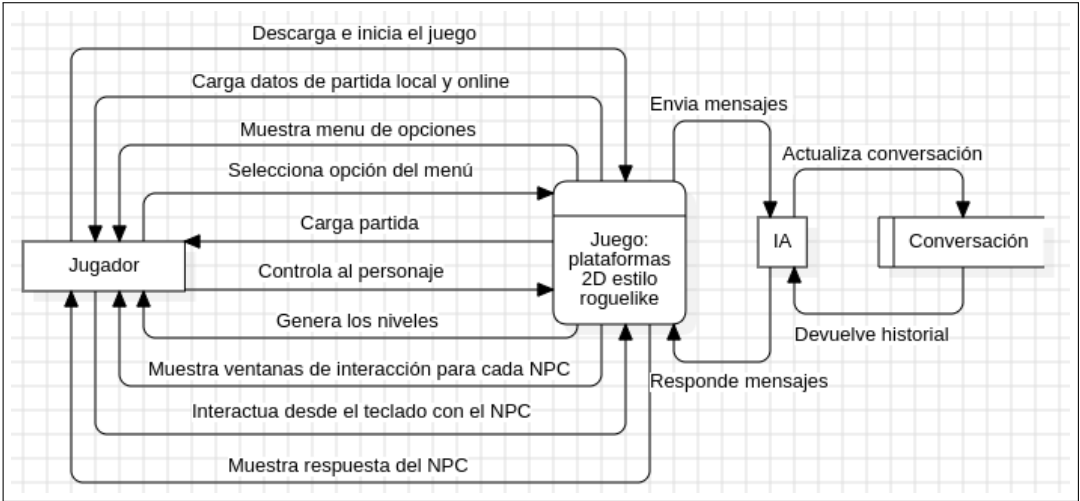 Descarga e inicia el juego
Carga datos de partida local y online
Muestra menu de opciones
Selecciona opción del menú
Carga partida
Controla al personaje
Genera los niveles
Muestra ventanas de interacción para cada NPC
Interactua desde el teclado con el NPC
Muestra respuesta del NPC
Jugador
Juego:
plataformas
2D estilo
roguelike
Envia mensajes
Responde mensajes
IA
Actualiza conversación
Conversación
Devuelve historial